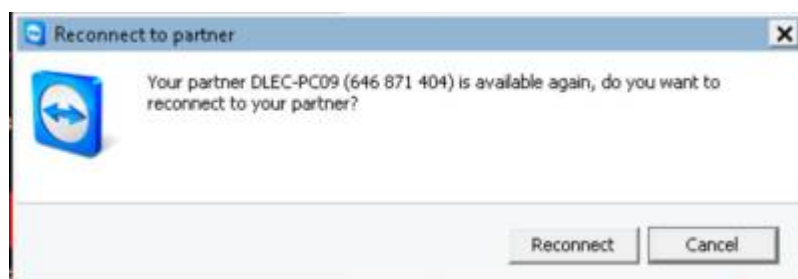 Reconnect to partner
Your partner DLEC-PC09 (646 871 404) is available again, do you want to
reconnect to your partner?
Reconnect
Cancel